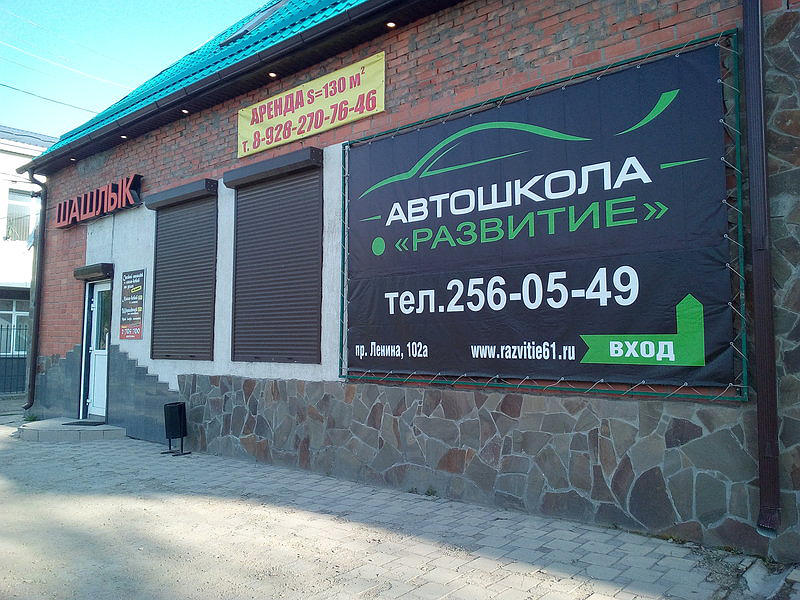 АРЕНДА S=130 м²
т. 8-928-270-76-46
ШАШЛЫК
АВТОШКОЛА
«РАЗВИТИЕ»
тел.256-05-49
пр. Ленина, 102а
www.razvitie61.ru
ВХОД